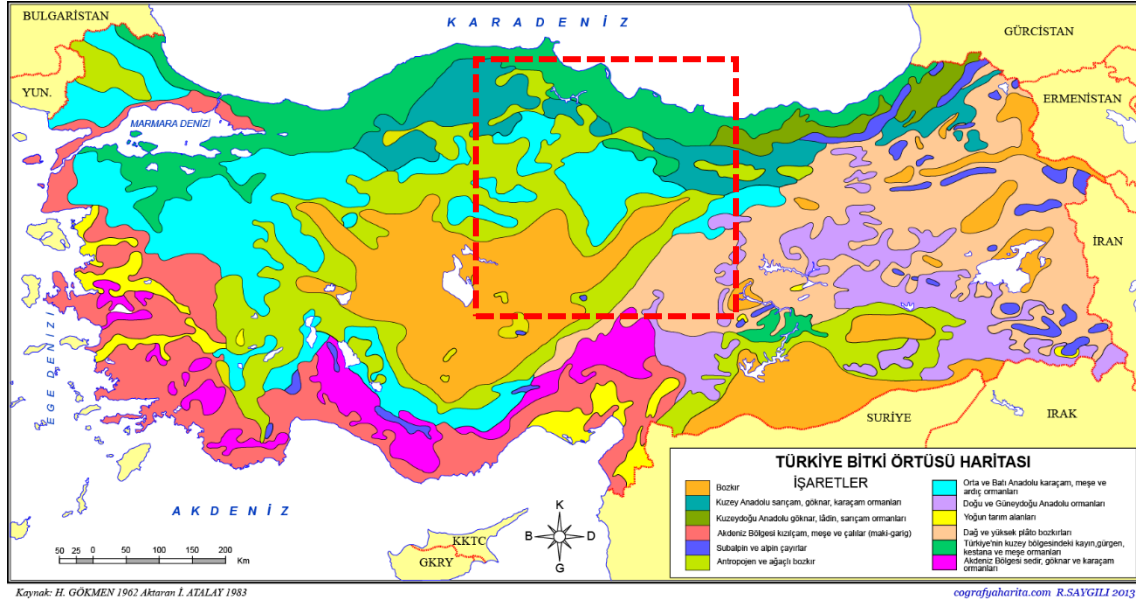 BULGARİSTAN
K A R A D E N İ Z
GÜRCİSTAN
YUN.
ERMENİSTAN
MARMARA DENİZİ
İRAN
E G E D E N İ Z İ
SURİYE
IRAK
A K D E N İ Z
KKTC
GKRY
K
B
D
G
50 25 0 50 100 150 200
Km
TÜRKİYE BİTKİ ÖRTÜSÜ HARİTASI
İŞARETLER
Bozkır
Kuzey Anadolu sarıçam, göknar, karaçam ormanları
Kuzeydoğu Anadolu göknar, lâdin, sarıçam ormanları
Akdeniz Bölgesi kızılçam, meşe ve çalılar (maki-garig)
Subalpin ve alpin çayırlar
Antropojen ve ağaçlı bozkır
Orta ve Batı Anadolu karaçam, meşe ve
ardıç ormanları
Doğu ve Güneydoğu Anadolu ormanları
Yoğun tarım alanları
Dağ ve yüksek plâto bozkırları
Türkiye'nin kuzey bölgesindeki kayın,gürgen,
kestana ve meşe ormanları
Akdeniz Bölgesi sedir, göknar ve karaçam
ormanları
Kaynak: H. GÖKMEN 1962 Aktaran İ. ATALAY 1983
cografyaharita.com R.SAYGILI 2013